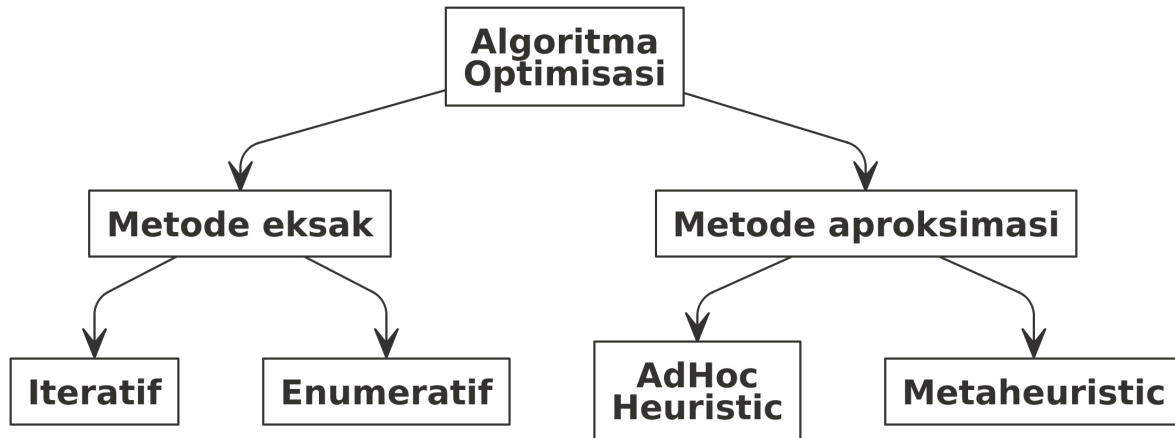 Algoritma
Optimisasi
Metode eksak
Metode aproksimasi
Iteratif
Enumeratif
AdHoc
Heuristic
Metaheuristic